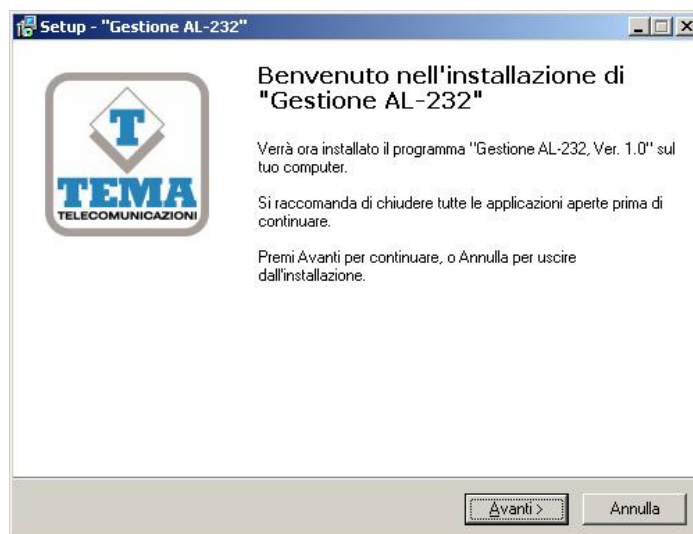 Setup - "Gestione AL-232"
T
TEMA
TELECOMUNICAZIONI
Benvenuto nell'installazione di
"Gestione AL-232"
Verrà ora installato il programma "Gestione AL-232, Ver. 1.0" sul
tuo computer.
Si raccomanda di chiudere tutte le applicazioni aperte prima di
continuare.
Premi Avanti per continuare, o Annulla per uscire
dall'installazione.
Avanti >
Annulla